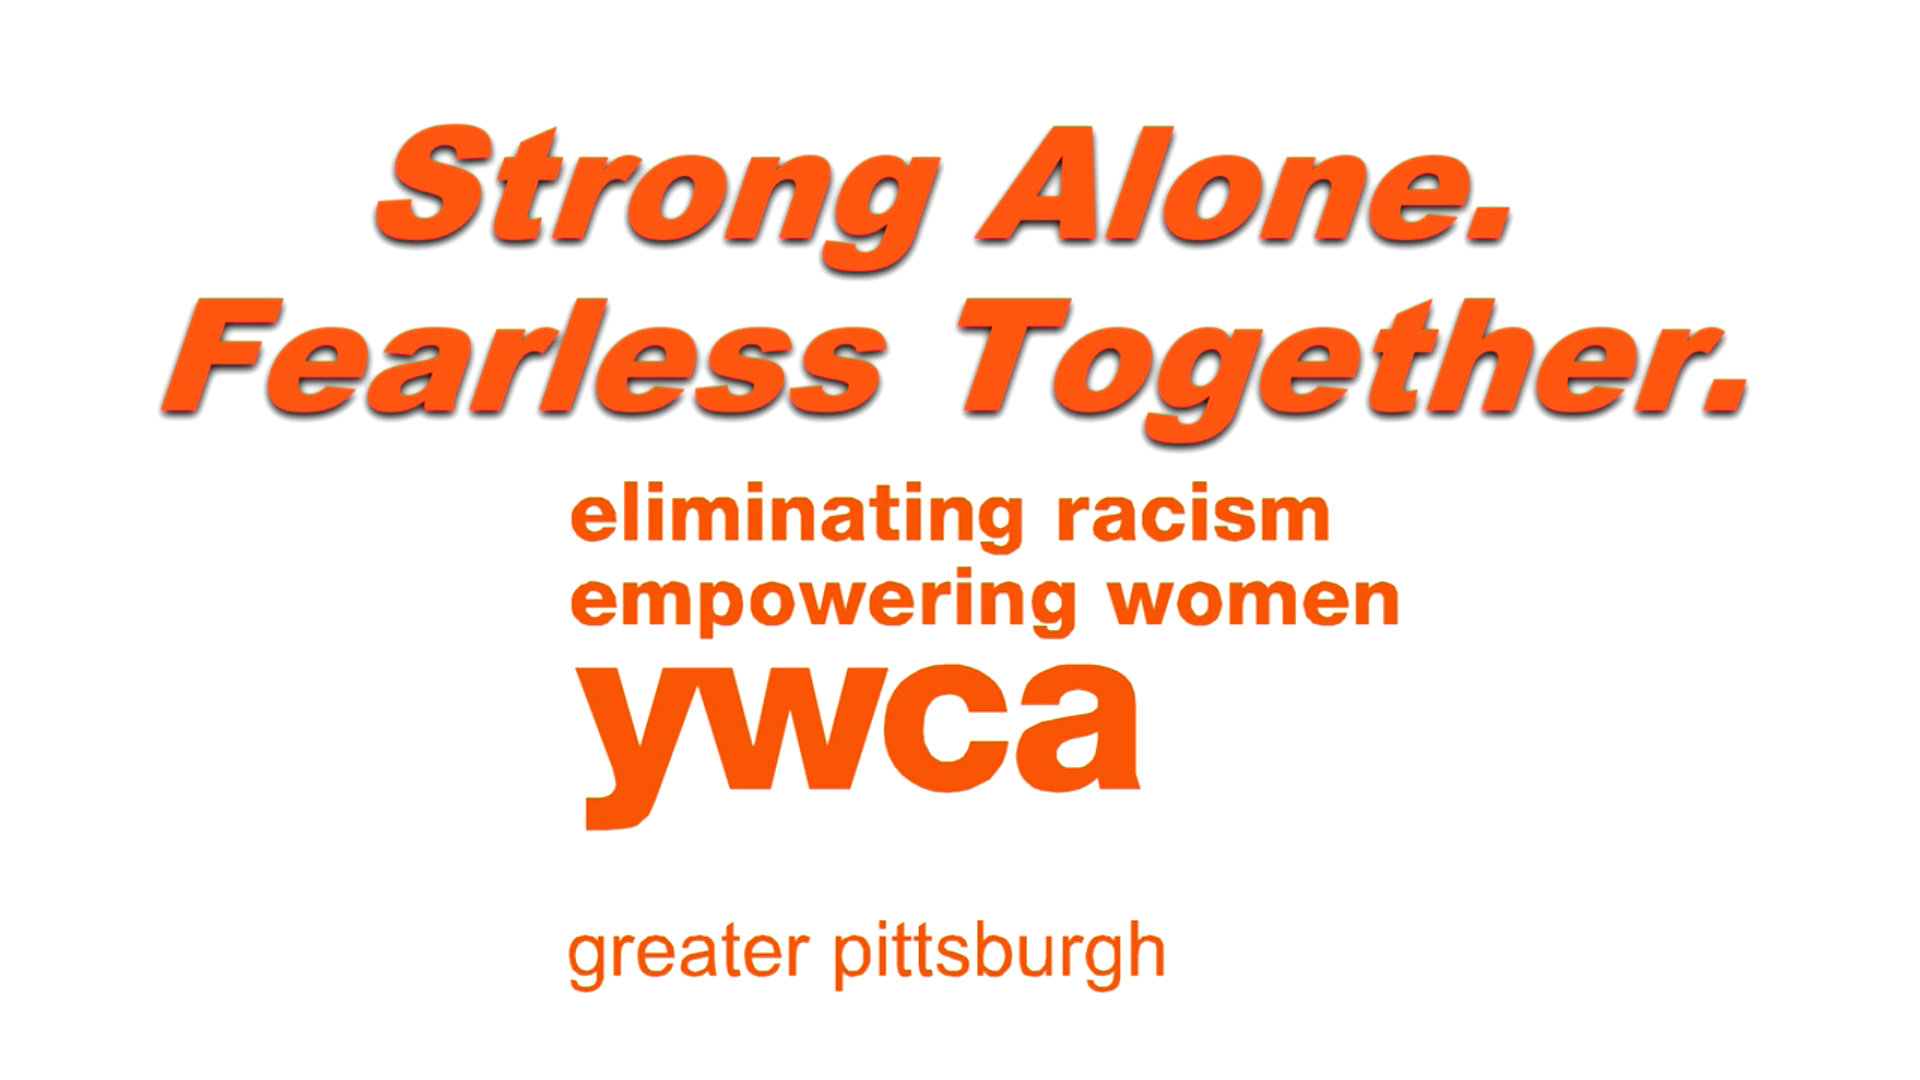 Strong Alone.
Fearless Together.
eliminating racism
empowering women
ywca
greater pittsburgh